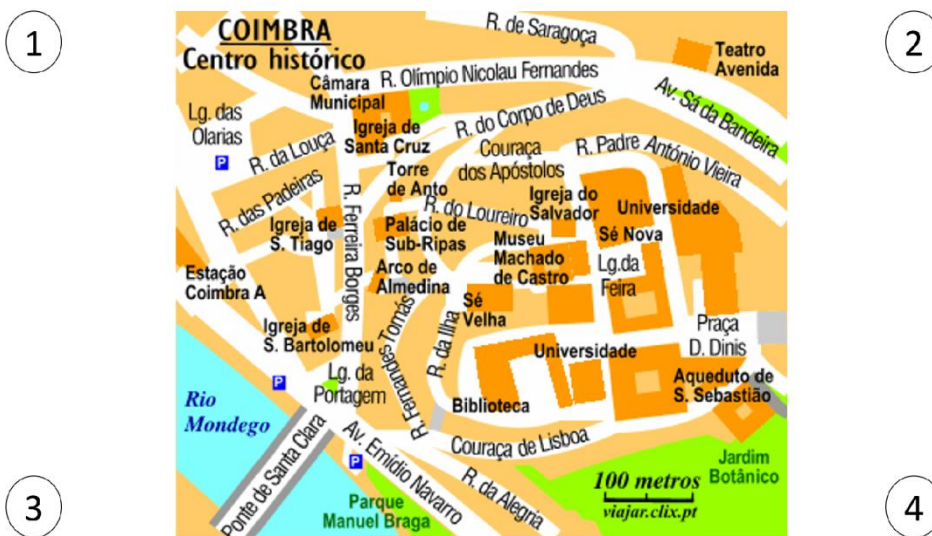 1
2
COIMBRA
Centro histórico
R. de Saragoça
Teatro
Avenida
Câmara
Municipal
R. Olímpio Nicolau Fernandes
Av. Sá da Bandeira
Lg. das
Olarias
P
Igreja de
Santa Cruz
R. do Corpo de Deus
R. da Louça
Couraça
dos Apóstolos
R. Padre António Vieira
Torre
de Anto
R. das Padeiras
R. Ferreira Borges
Igreja do
Salvador
Universidade
R. do Loureiro
Igreja de
S. Tiago
Palácio de
Sub-Ripas
Museu
Machado
de Castro
Sé Nova
Lg.da
Feira
Estação
Coimbra A
Arco de
Almedina
Sé
Velha
Igreja de
S. Bartolomeu
R. Fernandes Tomás
R. da Ilha
Praça
D. Dinis
Universidade
P
Lg. da
Portagem
Biblioteca
Aqueduto de
S. Sebastião
Rio
Mondego
Couraça de Lisboa
Ponte de Santa Clara
P
Av. Emídio Navarro
R. da Alegria
Jardim
Botânico
100 metros
viajar.clix.pt
Parque
Manuel Braga
3
4